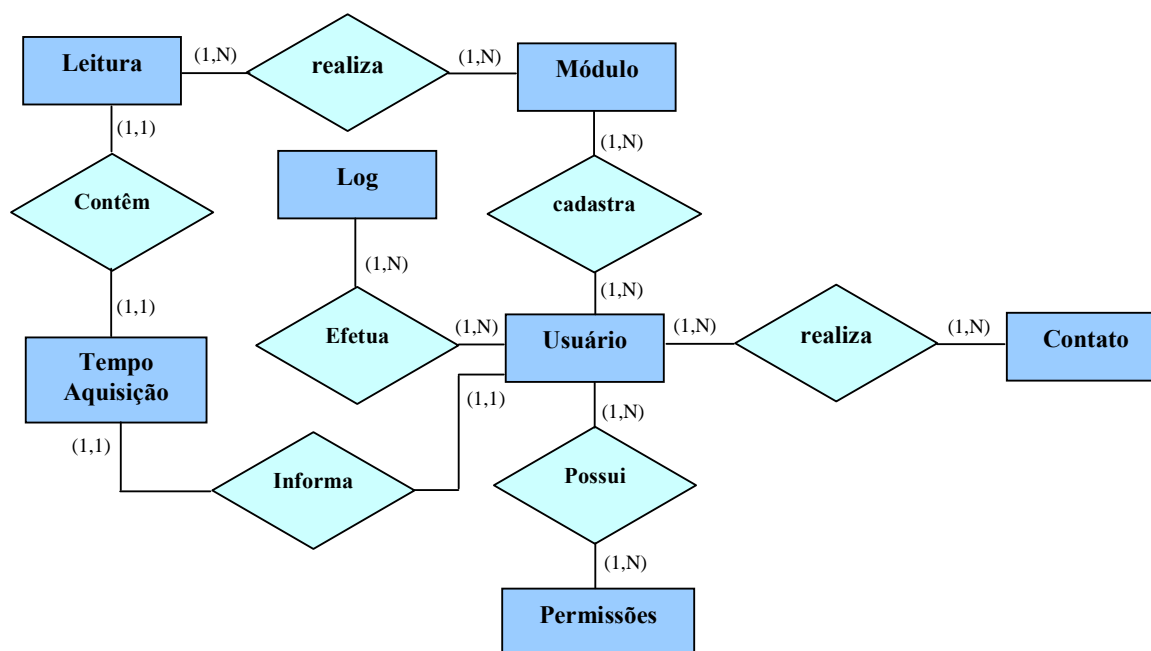 Leitura
(1,N)
realiza
(1,N)
Módulo
(1,1)
(1,N)
Contêm
Log
cadastra
(1,N)
(1,1)
(1,N)
Tempo
Aquisição
Efetua
(1,N)
Usuário
(1,N)
realiza
(1,N)
Contato
(1,1)
(1,1)
(1,N)
Informa
Possui
(1,N)
Permissões